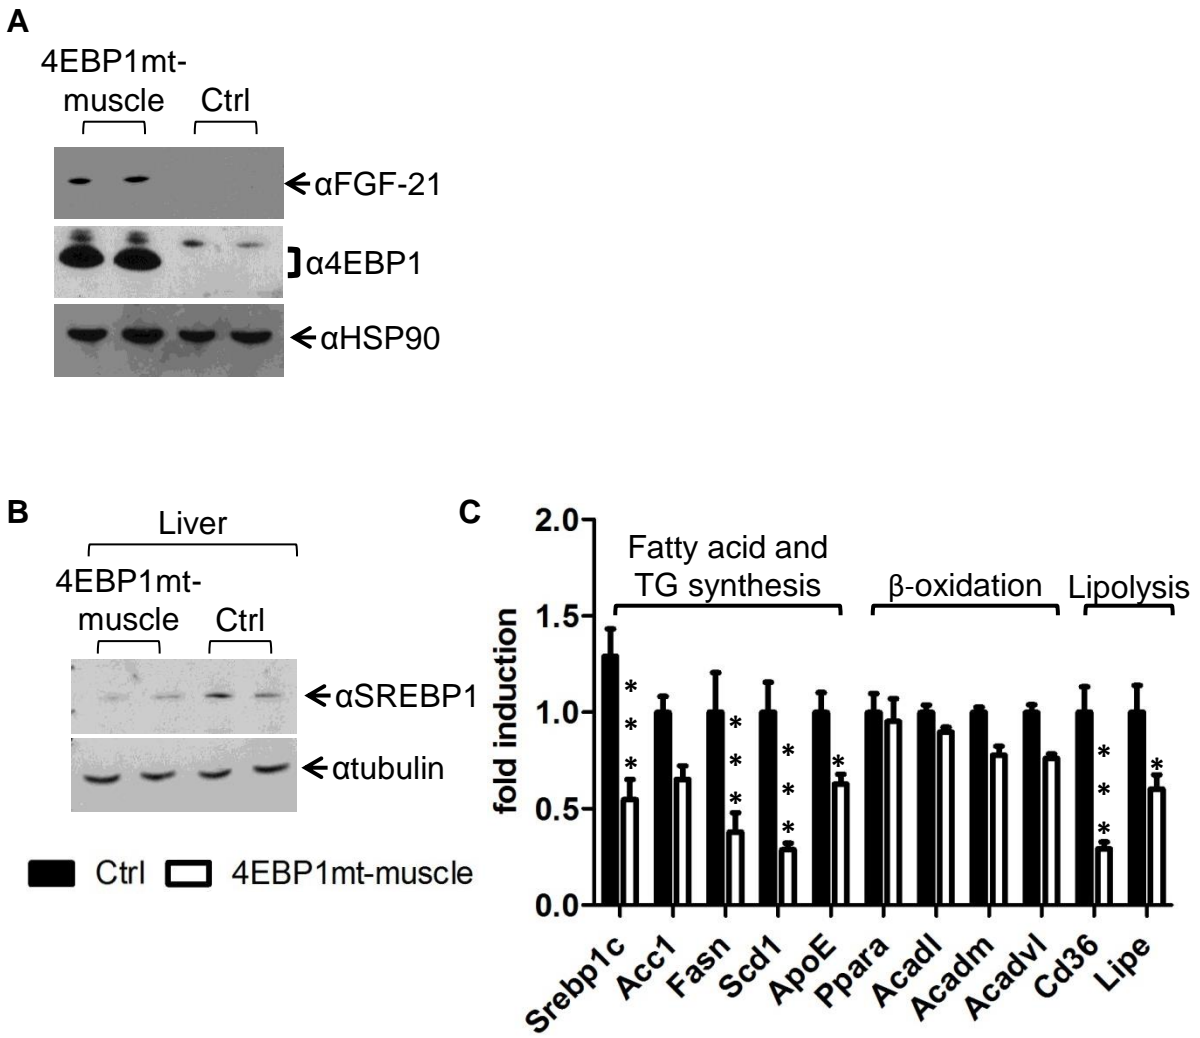 A
4EBP1mt-
muscle Ctrl
αFGF-21
α4EBP1
αHSP90
B
Liver
4EBP1mt-
muscle Ctrl
αSREBP1
αtubulin
Ctrl 4EBP1mt-muscle
C
fold induction
2.0
1.5
1.0
0.5
0.0
Fatty acid and
TG synthesis
β-oxidation
Lipolysis
* * *
* * *
* * *
*
* * *
*
Srebp1c
Acc1
Fasn
Scd1
ApoE
Ppara
Acadl
Acadm
Acadvl
Cd36
Lipe